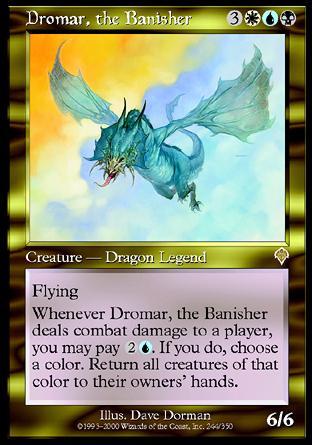 Dromar, the Banisher 3
Creature — Dragon Legend
Flying
Whenever Dromar, the Banisher
deals combat damage to a player,
you may pay 2 . If you do, choose
a color. Return all creatures of that
color to their owners' hands.
Illus. Dave Dorman
©1993-2000 Wizards of the Coast, Inc. 244/350
6/6